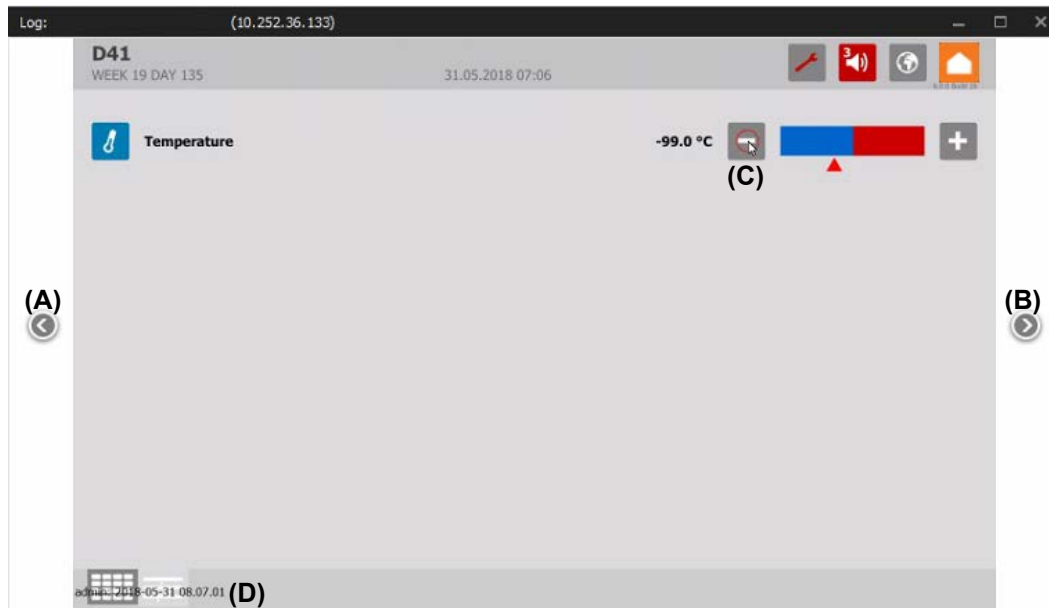 Log: (10.252.36.133)
D41
WEEK 19 DAY 135
31.05.2018 07:06
3
Temperature
-99.0 °C
(C)
(A)
(B)
admin: 2018-05-31 08.07.01 (D)